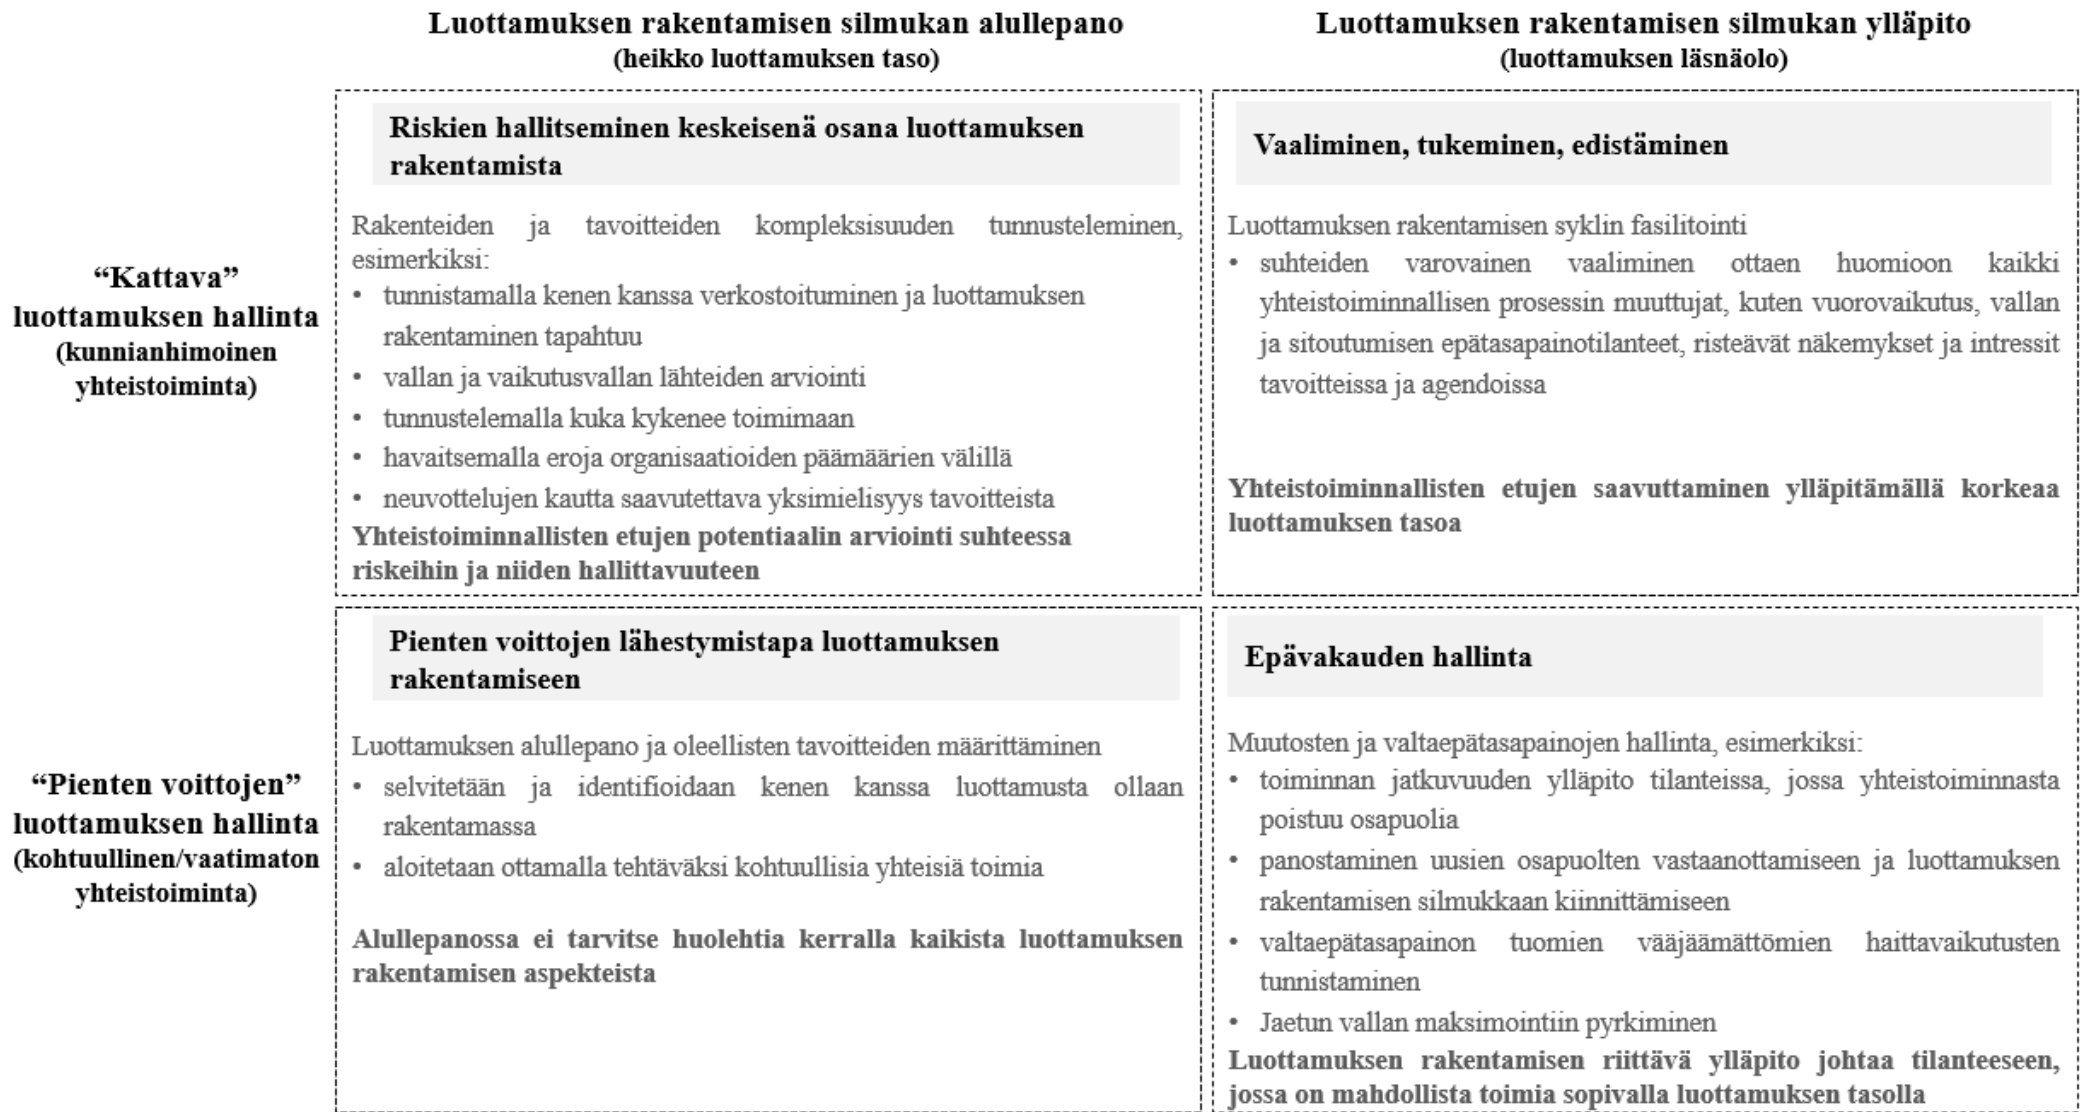 Luottamuksen rakentamisen silmukan alullepano
(heikko luottamuksen taso)
Luottamuksen rakentamisen silmukan ylläpito
(luottamuksen läsnäolo)
“Kattava”
luottamuksen hallinta
(kunnianhimoinen
yhteistoiminta)
Riskien hallitseminen keskeisenä osana luottamuksen
rakentamista
Rakenteiden ja tavoitteiden kompleksisuuden tunnusteleminen,
esimerkiksi:
• tunnistamalla kenen kanssa verkostoituminen ja luottamuksen
rakentaminen tapahtuu
• vallan ja vaikutusvallan lähteiden arviointi
• tunnustelemalla kuka kykenee toimimaan
• havaitsemalla eroja organisaatioiden päämäärien välillä
• neuvottelujen kautta saavutettava yksimielisyys tavoitteista
Yhteistoiminnallisten etujen potentiaalin arviointi suhteessa
riskeihin ja niiden hallittavuuteen
Vaaliminen, tukeminen, edistäminen
Luottamuksen rakentamisen syklin fasilitointi
• suhteiden varovainen vaaliminen ottaen huomioon kaikki
yhteistoiminnallisen prosessin muuttujat, kuten vuorovaikutus, vallan
ja sitoutumisen epätasapainotilanteet, risteävät näkemykset ja intressit
tavoitteissa ja agendoissa
Yhteistoiminnallisten etujen saavuttaminen ylläpitämällä korkeaa
luottamuksen tasoa
“Pienten voittojen”
luottamuksen hallinta
(kohtuullinen/vaatimaton
yhteistoiminta)
Pienten voittojen lähestymistapa luottamuksen
rakentamiseen
Luottamuksen alullepano ja oleellisten tavoitteiden määrittäminen
• selvitetään ja identifioidaan kenen kanssa luottamusta ollaan
rakentamassa
• aloitetaan ottamalla tehtäväksi kohtuullisia yhteisiä toimia
Alullepanossa ei tarvitse huolehtia kerralla kaikista luottamuksen
rakentamisen aspekteista
Epävakauden hallinta
Muutosten ja valtaepätasapainojen hallinta, esimerkiksi:
• toiminnan jatkuvuuden ylläpito tilanteissa, jossa yhteistoiminnasta
poistuu osapuolia
• panostaminen uusien osapuolten vastaanottamiseen ja luottamuksen
rakentamisen silmukkaan kiinnittämiseen
• valtaepätasapainon tuomien vääjäämättömien haittavaikutusten
tunnistaminen
• Jaetun vallan maksimointiin pyrkiminen
Luottamuksen rakentamisen riittävä ylläpito johtaa tilanteeseen,
jossa on mahdollista toimia sopivalla luottamuksen tasolla